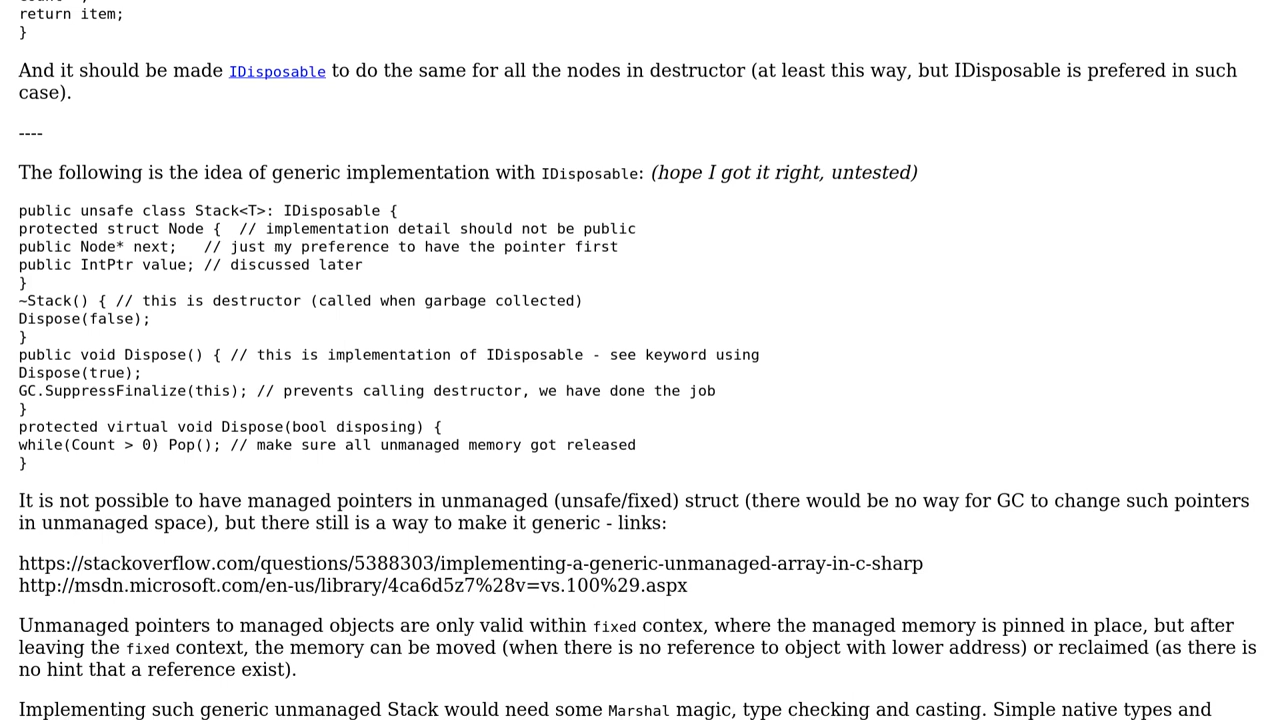 return item;
}
And it should be made IDisposable to do the same for all the nodes in destructor (at least this way, but IDisposable is prefered in such
case).
----
The following is the idea of generic implementation with IDisposable: (hope I got it right, untested)
public unsafe class Stack<T>: IDisposable {
protected struct Node {  // implementation detail should not be public
public Node* next;   // just my preference to have the pointer first
public IntPtr value; // discussed later
}
~Stack() { // this is destructor (called when garbage collected)
Dispose(false);
}
public void Dispose() { // this is implementation of IDisposable - see keyword using
Dispose(true);
GC.SuppressFinalize(this); // prevents calling destructor, we have done the job
}
protected virtual void Dispose(bool disposing) {
while(Count > 0) Pop(); // make sure all unmanaged memory got released
}
It is not possible to have managed pointers in unmanaged (unsafe/fixed) struct (there would be no way for GC to change such pointers
in unmanaged space), but there still is a way to make it generic - links:
https://stackoverflow.com/questions/5388303/implementing-a-generic-unmanaged-array-in-c-sharp
http://msdn.microsoft.com/en-us/library/4ca6d5z7%28v=vs.100%29.aspx
Unmanaged pointers to managed objects are only valid within fixed contex, where the managed memory is pinned in place, but after
leaving the fixed context, the memory can be moved (when there is no reference to object with lower address) or reclaimed (as there is
no hint that a reference exist).
Implementing such generic unmanaged Stack would need some Marshal magic, type checking and casting. Simple native types and